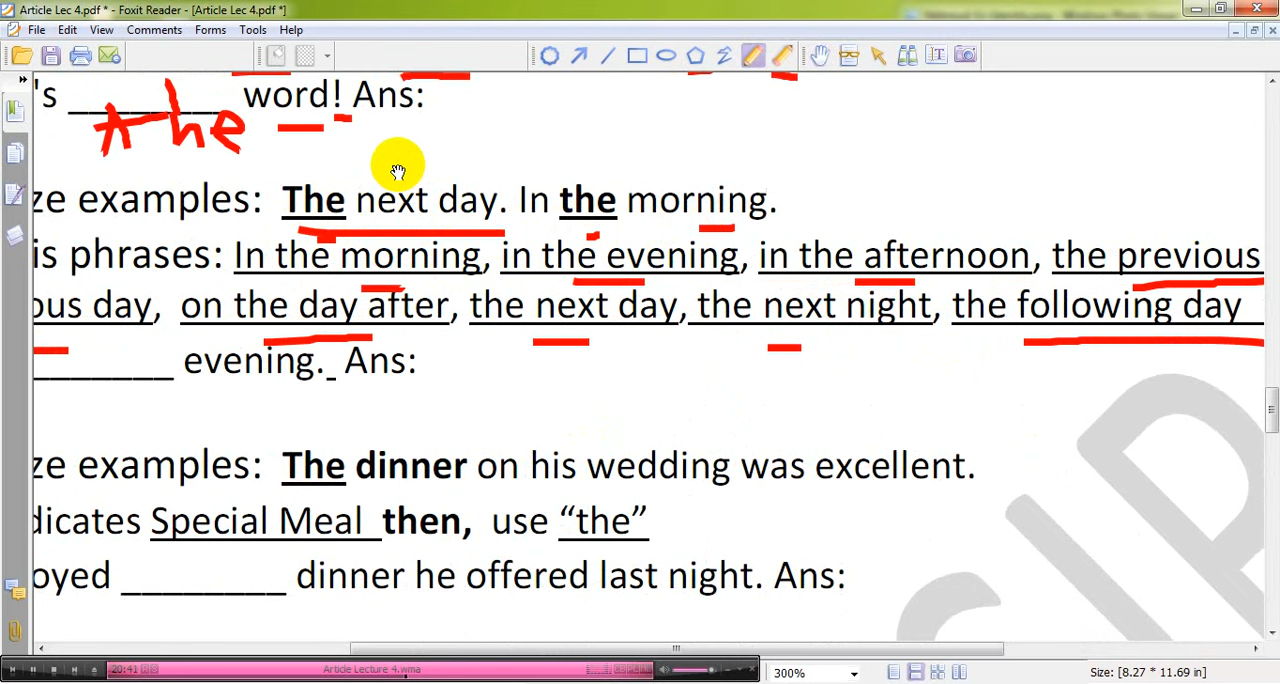 Article Lec 4.pdf * - Foxit Reader - [Article Lec 4.pdf *]
File Edit View Comments Forms Tools Help
's ________ word! Ans:
the
ze examples: The next day. In the morning.
is phrases: In the morning, in the evening, in the afternoon, the previous
ous day, on the day after, the next day, the next night, the following day
_______ evening. Ans:
ze examples: The dinner on his wedding was excellent.
dicates Special Meal then, use “the”
oyed ________ dinner he offered last night. Ans:
SIP
20:41 Article Lecture 4.wma 300% Size: [8.27 * 11.69 in]